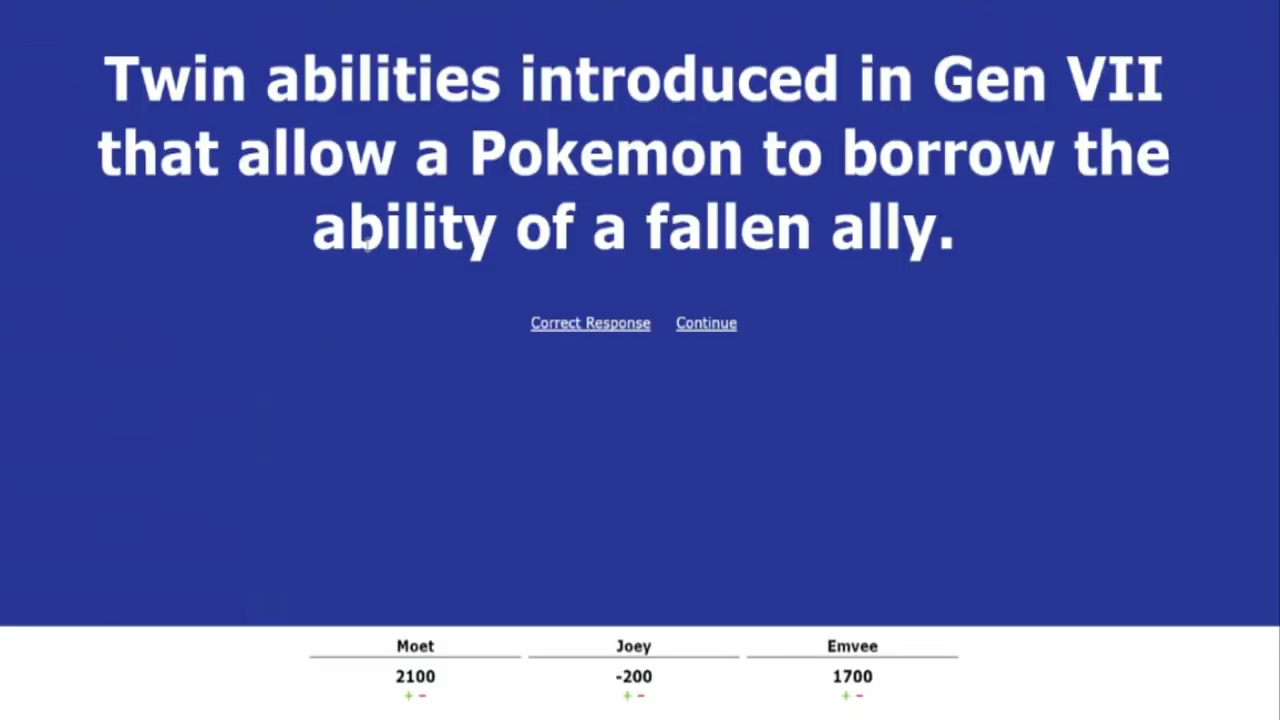 Twin abilities introduced in Gen VII
that allow a Pokemon to borrow the
ability of a fallen ally.
Correct Response Continue
Moet Joey Emvee
2100 -200 1700
+ - + - + -